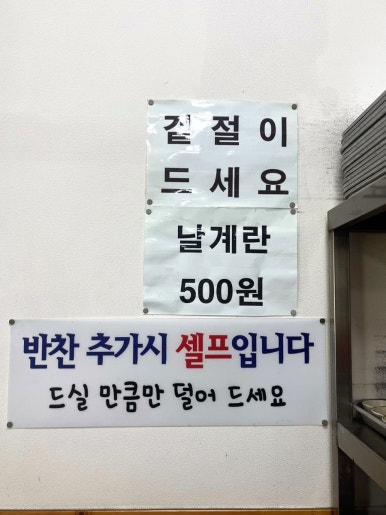 겉절이
드세요
날계란
500원
반찬 추가시 셀프입니다
드실 만큼만 덜어 드세요